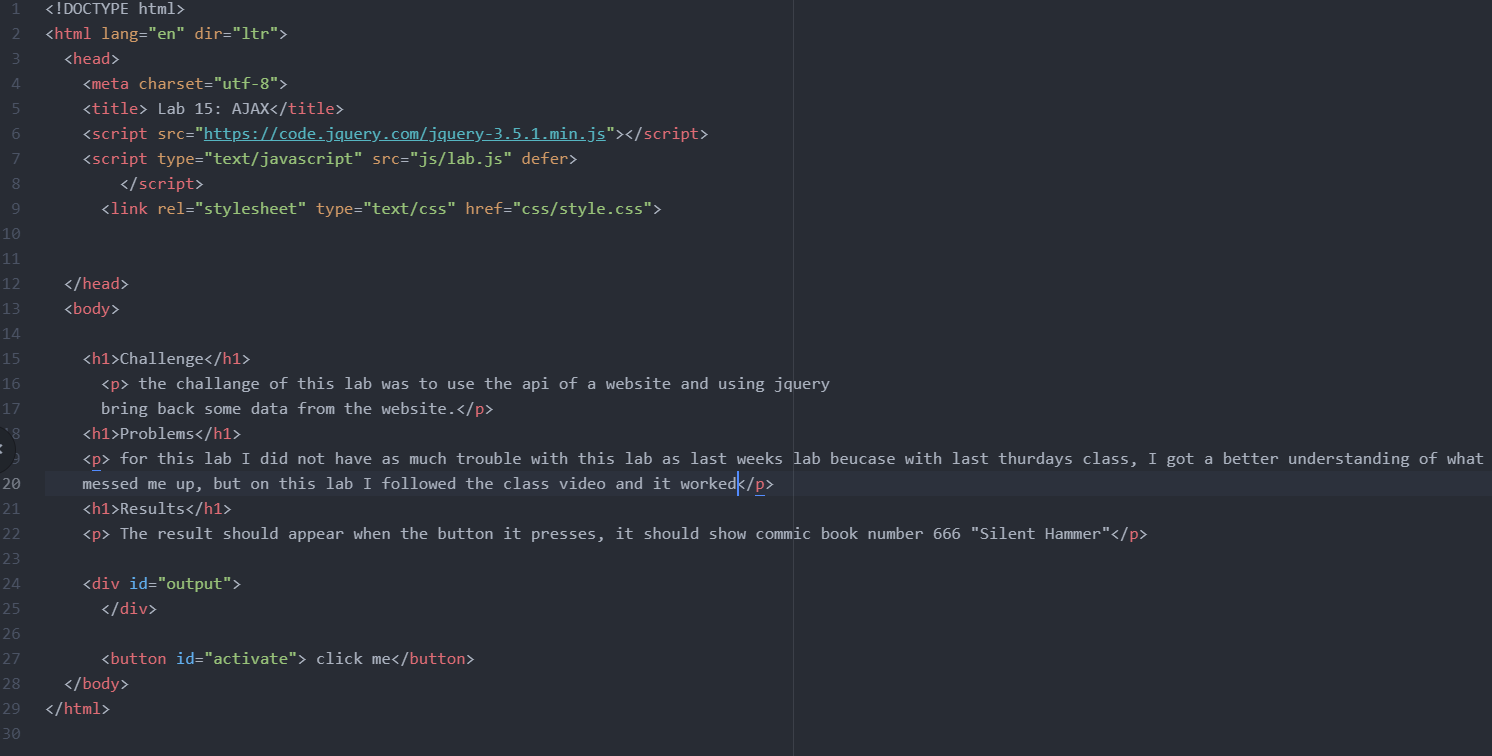 1 <!DOCTYPE html>
2 <html lang="en" dir="ltr">
3 <head>
4 <meta charset="utf-8">
5 <title> Lab 15: AJAX</title>
6 <script src="https://code.jquery.com/jquery-3.5.1.min.js"></script>
7 <script type="text/javascript" src="js/lab.js" defer>
8 </script>
9 <link rel="stylesheet" type="text/css" href="css/style.css">
10
11
12 </head>
13 <body>
14
15 <h1>Challenge</h1>
16 <p> the challange of this lab was to use the api of a website and using jquery
17 bring back some data from the website.</p>
18 <h1>Problems</h1>
<p> for this lab I did not have as much trouble with this lab as last weeks lab beucase with last thurdays class, I got a better understanding of what
20 messed me up, but on this lab I followed the class video and it worked</p>
21 <h1>Results</h1>
22 <p> The result should appear when the button it presses, it should show commic book number 666 "Silent Hammer"</p>
23
24 <div id="output">
25 </div>
26
27 <button id="activate"> click me</button>
28 </body>
29 </html>
30